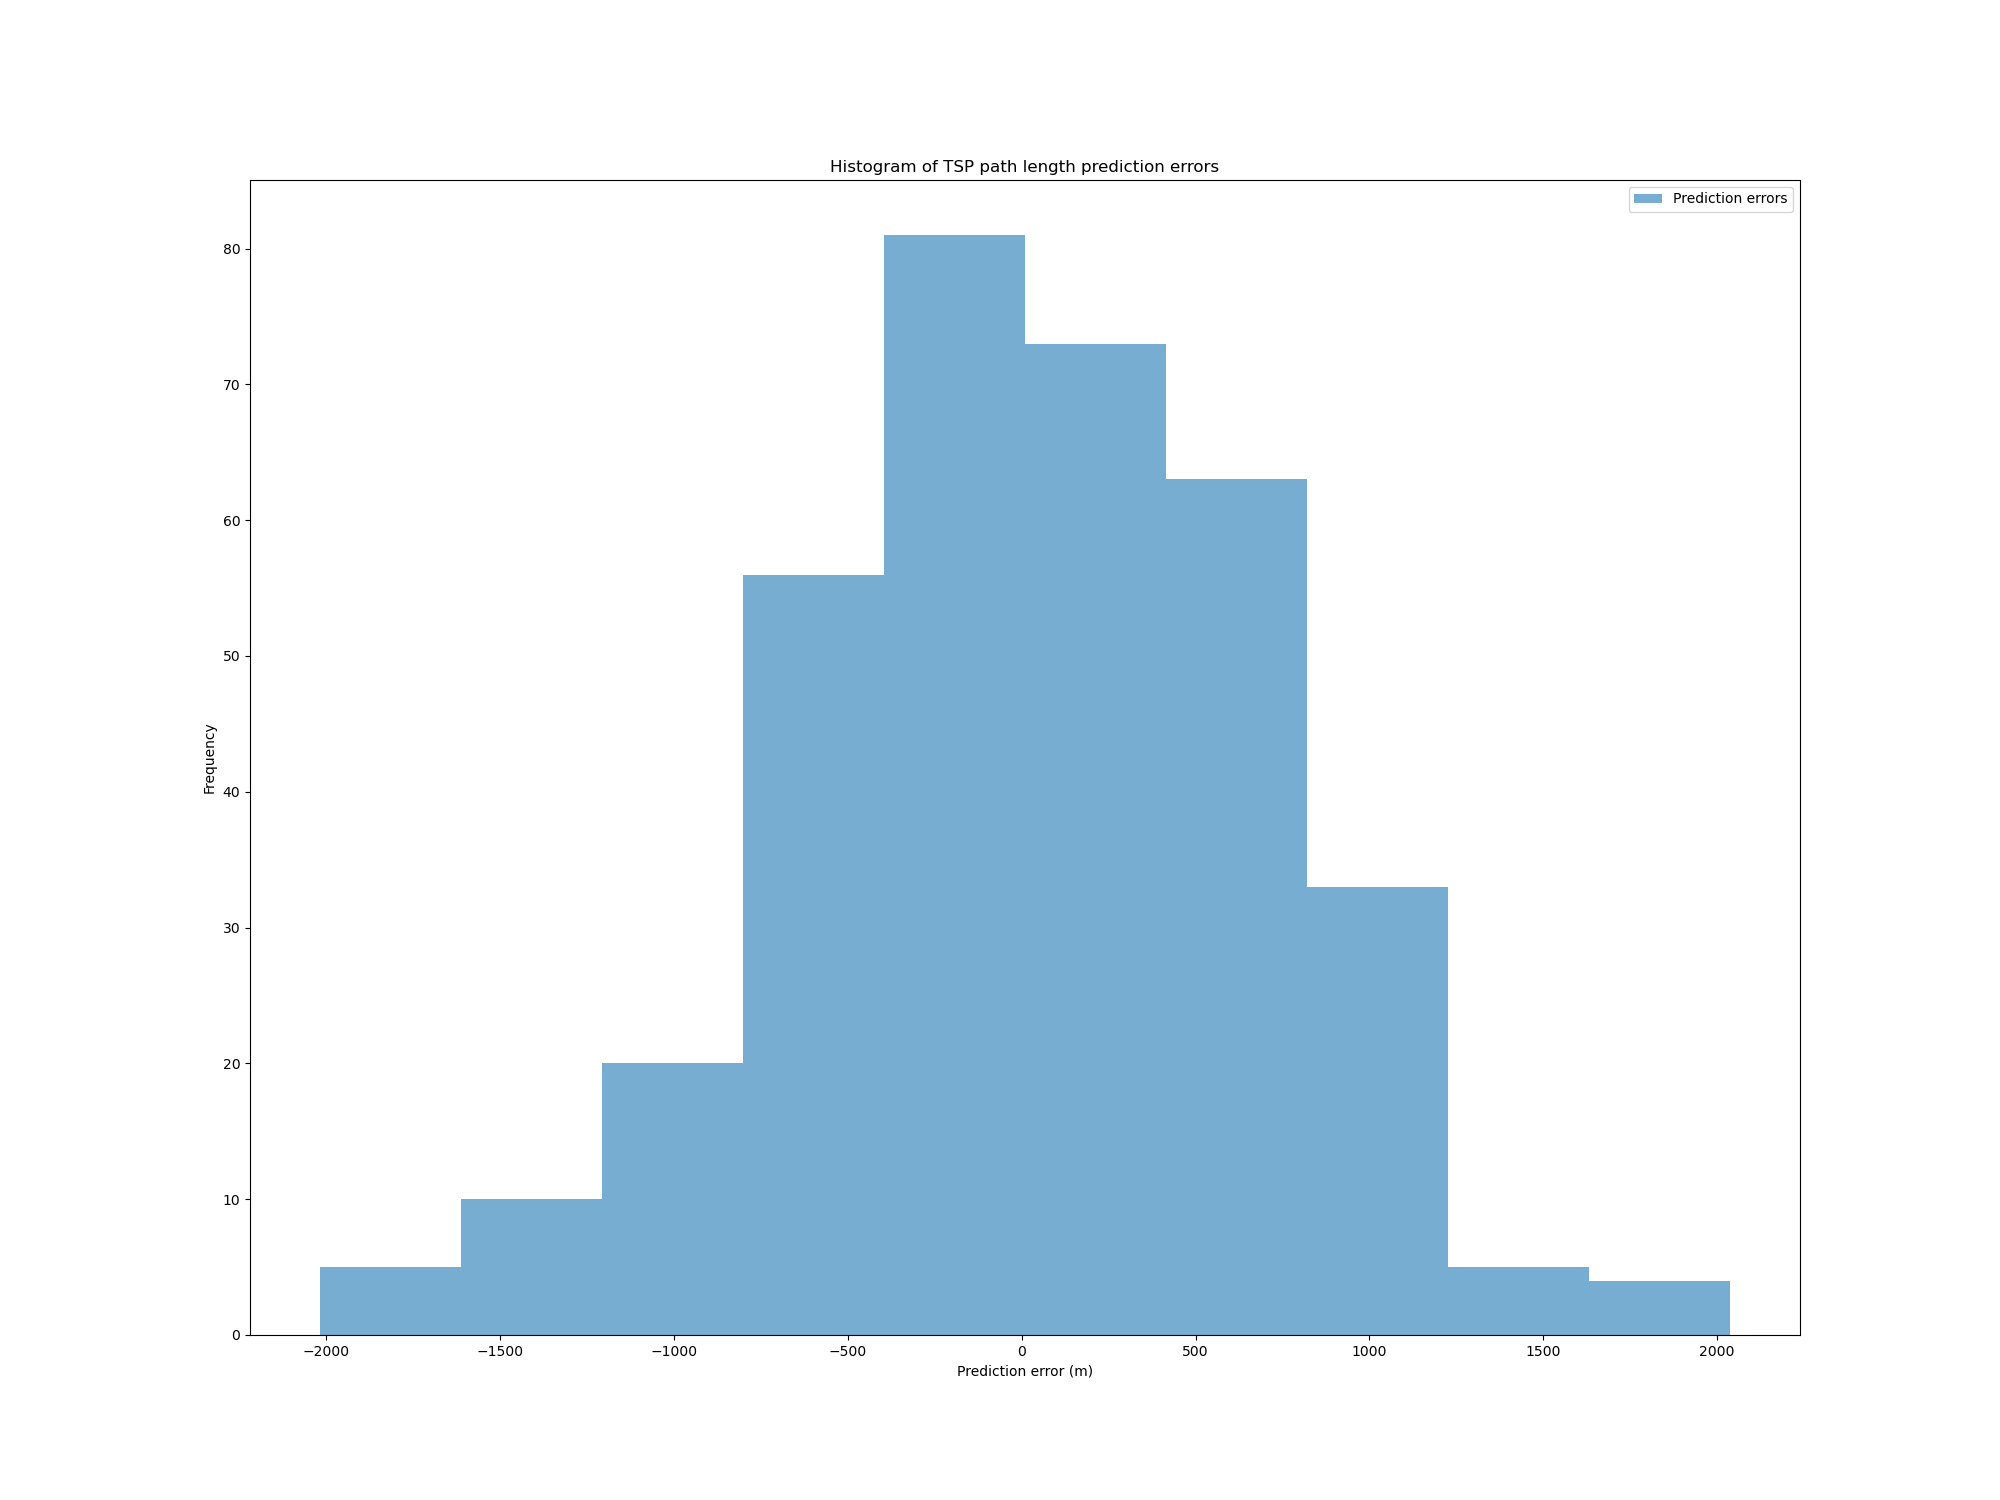 Histogram of TSP path length prediction errors
Prediction errors
80
70
60
50
40
30
20
10
0
Frequency
−2000 −1500 −1000 −500 0 500 1000 1500 2000
Prediction error (m)